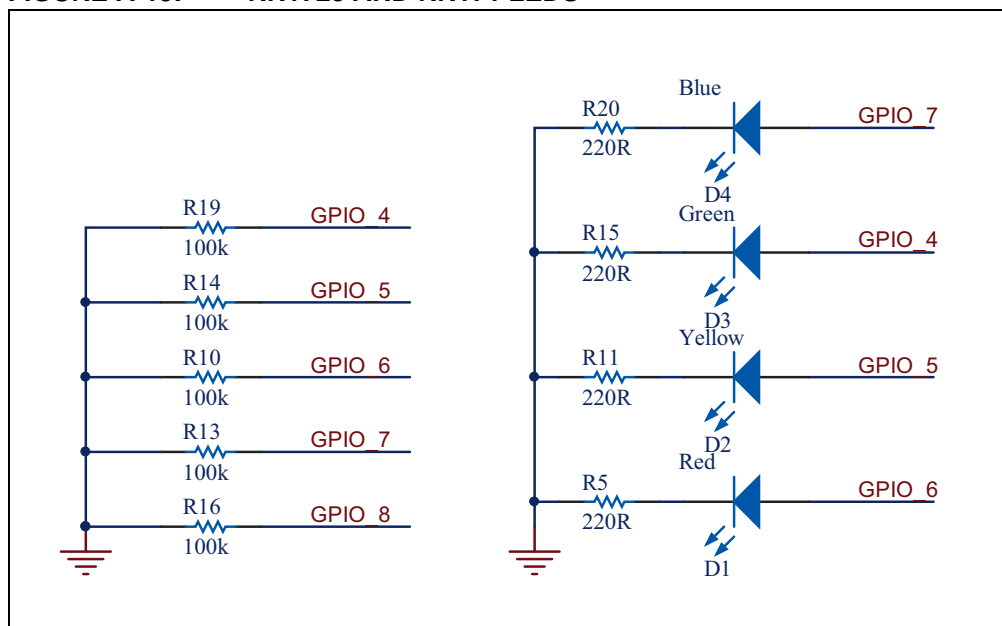 R19
GPIO_4
100k
R14
GPIO_5
100k
R10
GPIO_6
100k
R13
GPIO_7
100k
R16
GPIO_8
100k
Blue
R20
GPIO_7
220R
D4
Green
R15
GPIO_4
220R
D3
Yellow
R11
GPIO_5
220R
D2
Red
R5
GPIO_6
220R
D1